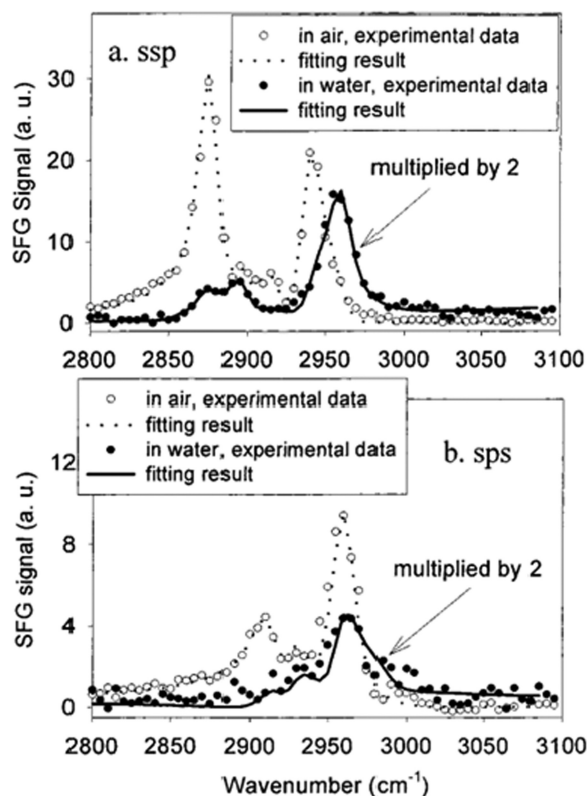 a. ssp
in air, experimental data
fitting result
in water, experimental data
fitting result
multiplied by 2
SFG Signal (a. u.)
30
20
10
0
2800 2850 2900 2950 3000 3050 3100
in air, experimental data
fitting result
in water, experimental data
fitting result
b. sps
multiplied by 2
SFG signal (a. u.)
12
8
4
0
2800 2850 2900 2950 3000 3050 3100
Wavenumber (cm⁻¹)